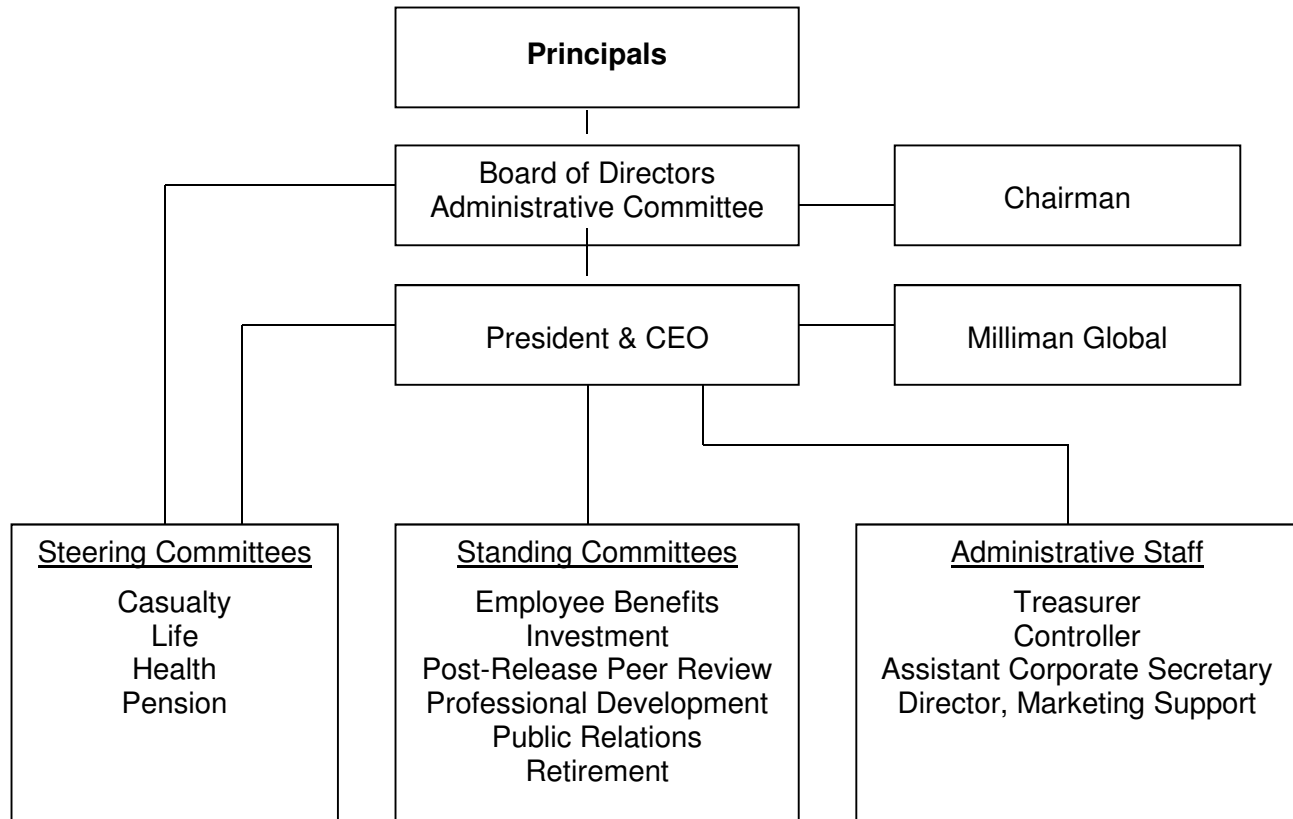 Principals
Board of Directors
Administrative Committee
Chairman
President & CEO
Milliman Global
Steering Committees
Casualty
Life
Health
Pension
Standing Committees
Employee Benefits
Investment
Post-Release Peer Review
Professional Development
Public Relations
Retirement
Administrative Staff
Treasurer
Controller
Assistant Corporate Secretary
Director, Marketing Support